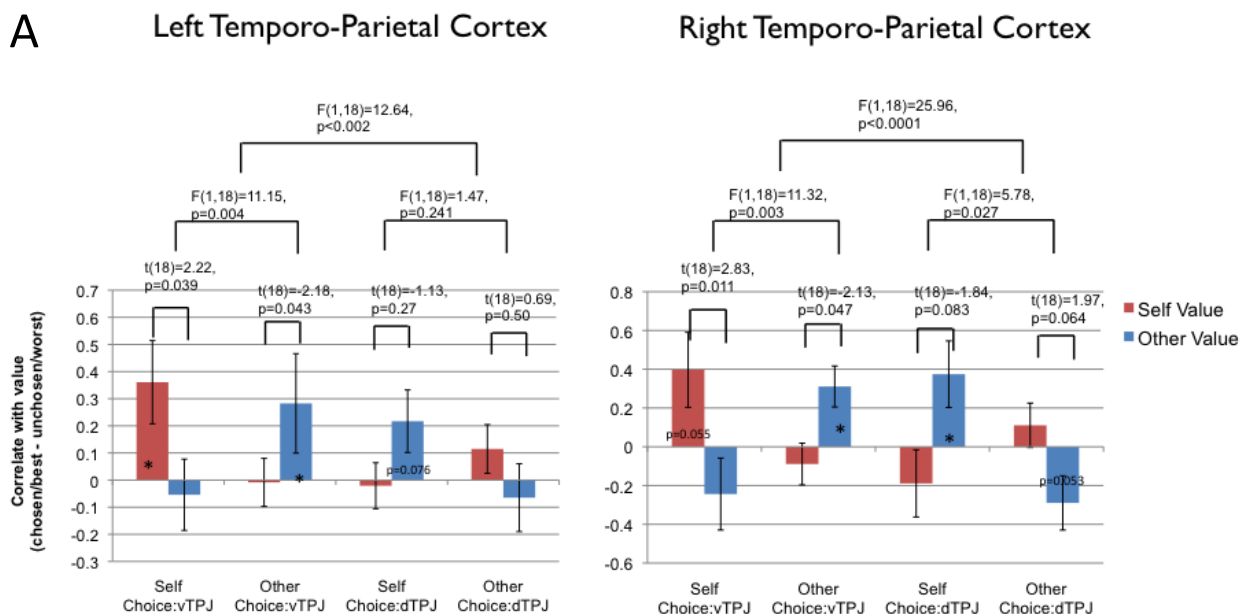 A
Left Temporo-Parietal Cortex
Right Temporo-Parietal Cortex
F(1,18)=12.64,
p<0.002
F(1,18)=11.15,
p=0.004
F(1,18)=1.47,
p=0.241
t(18)=2.22,
p=0.039
t(18)=-2.18,
p=0.043
t(18)=-1.13,
p=0.27
t(18)=0.69,
p=0.50
Correlate with value
(chosen/best - unchosen/worst)
0.7
0.6
0.5
0.4
0.3
0.2
0.1
0
-0.1
-0.2
-0.3
*
*
p=0.076
Self
Choice:vTPJ
Other
Choice:vTPJ
Self
Choice:dTPJ
Other
Choice:dTPJ
F(1,18)=25.96,
p<0.0001
F(1,18)=11.32,
p=0.003
F(1,18)=5.78,
p=0.027
t(18)=2.83,
p=0.011
t(18)=-2.13,
p=0.047
t(18)=-1.84,
p=0.083
t(18)=1.97,
p=0.064
0.8
0.6
0.4
0.2
0
-0.2
-0.4
-0.6
p=0.055
*
*
p=0.053
Self
Choice:vTPJ
Other
Choice:vTPJ
Self
Choice:dTPJ
Other
Choice:dTPJ
Self Value
Other Value